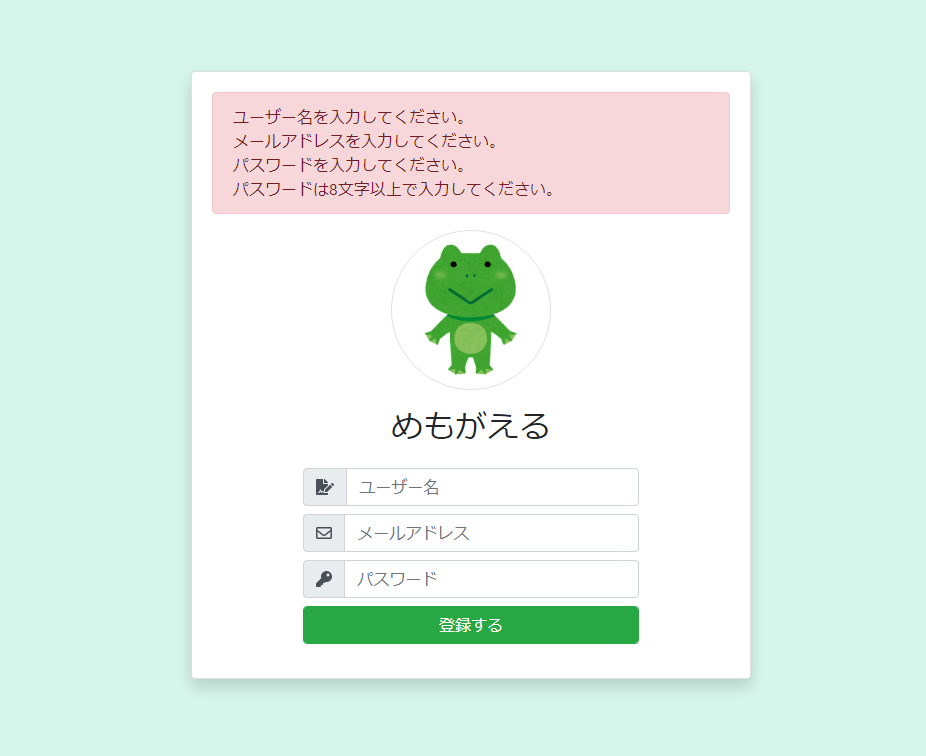 ユーザー名を入力してください。
メールアドレスを入力してください。
パスワードを入力してください。
パスワードは8文字以上で入力してください。
めもがえる
ユーザー名
メールアドレス
パスワード
登録する